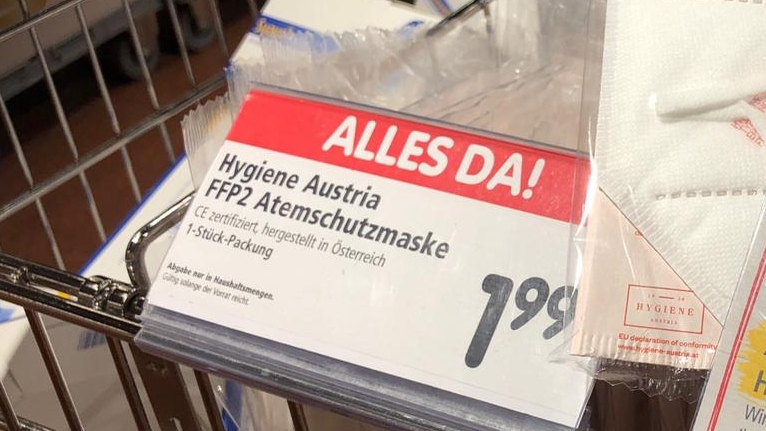 ALLES DA!
Hygiene Austria
FFP2 Atemschutzmaske
CE zertifiziert, hergestellt in Österreich
1-Stück-Packung
Abgabe nur in Haushaltsmengen.
Gültig solange der Vorrat reicht.
1 99
HYGIENE
AUSTRIA
EU declaration of conformity
www.hygiene-austria.at